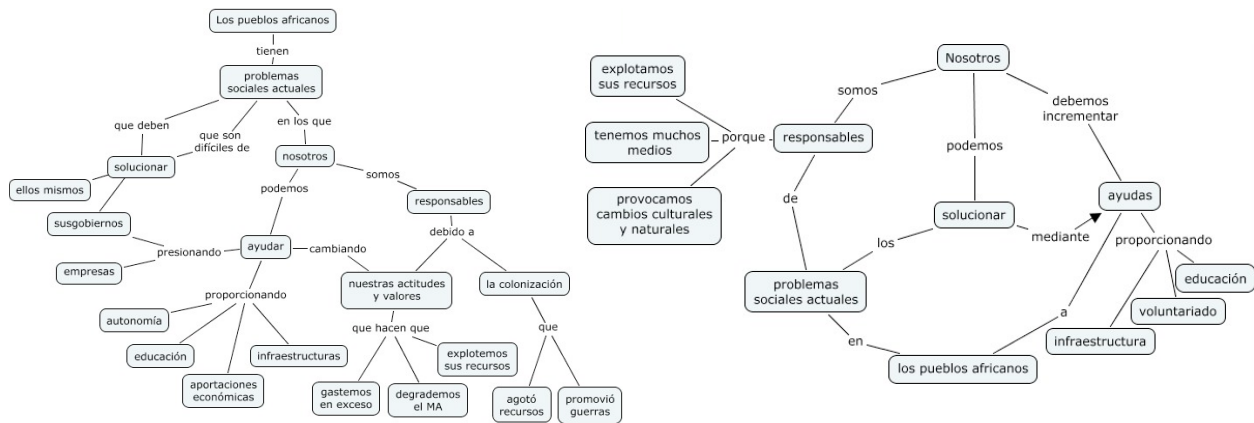 Los pueblos africanos
tienen
problemas
sociales actuales
que deben
que son
difíciles de
en los que
solucionar
nosotros
ellos mismos
podemos
somos
susgobiernos
responsables
presionando
ayudar
cambiando
debido a
empresas
proporcionando
nuestras actitudes
y valores
la colonización
autonomía
educación
aportaciones
económicas
infraestructuras
que hacen que
que
explotemos
sus recursos
gastemos
en exceso
degrademos
el MA
agotó
recursos
promovió
guerras
Nosotros
explotamos
sus recursos
somos
debemos
incrementar
tenemos muchos
medios
porque
responsables
podemos
provocamos
cambios culturales
y naturales
de
solucionar
ayudas
los
mediante
proporcionando
problemas
sociales actuales
educación
voluntariado
a
infraestructura
en
los pueblos africanos